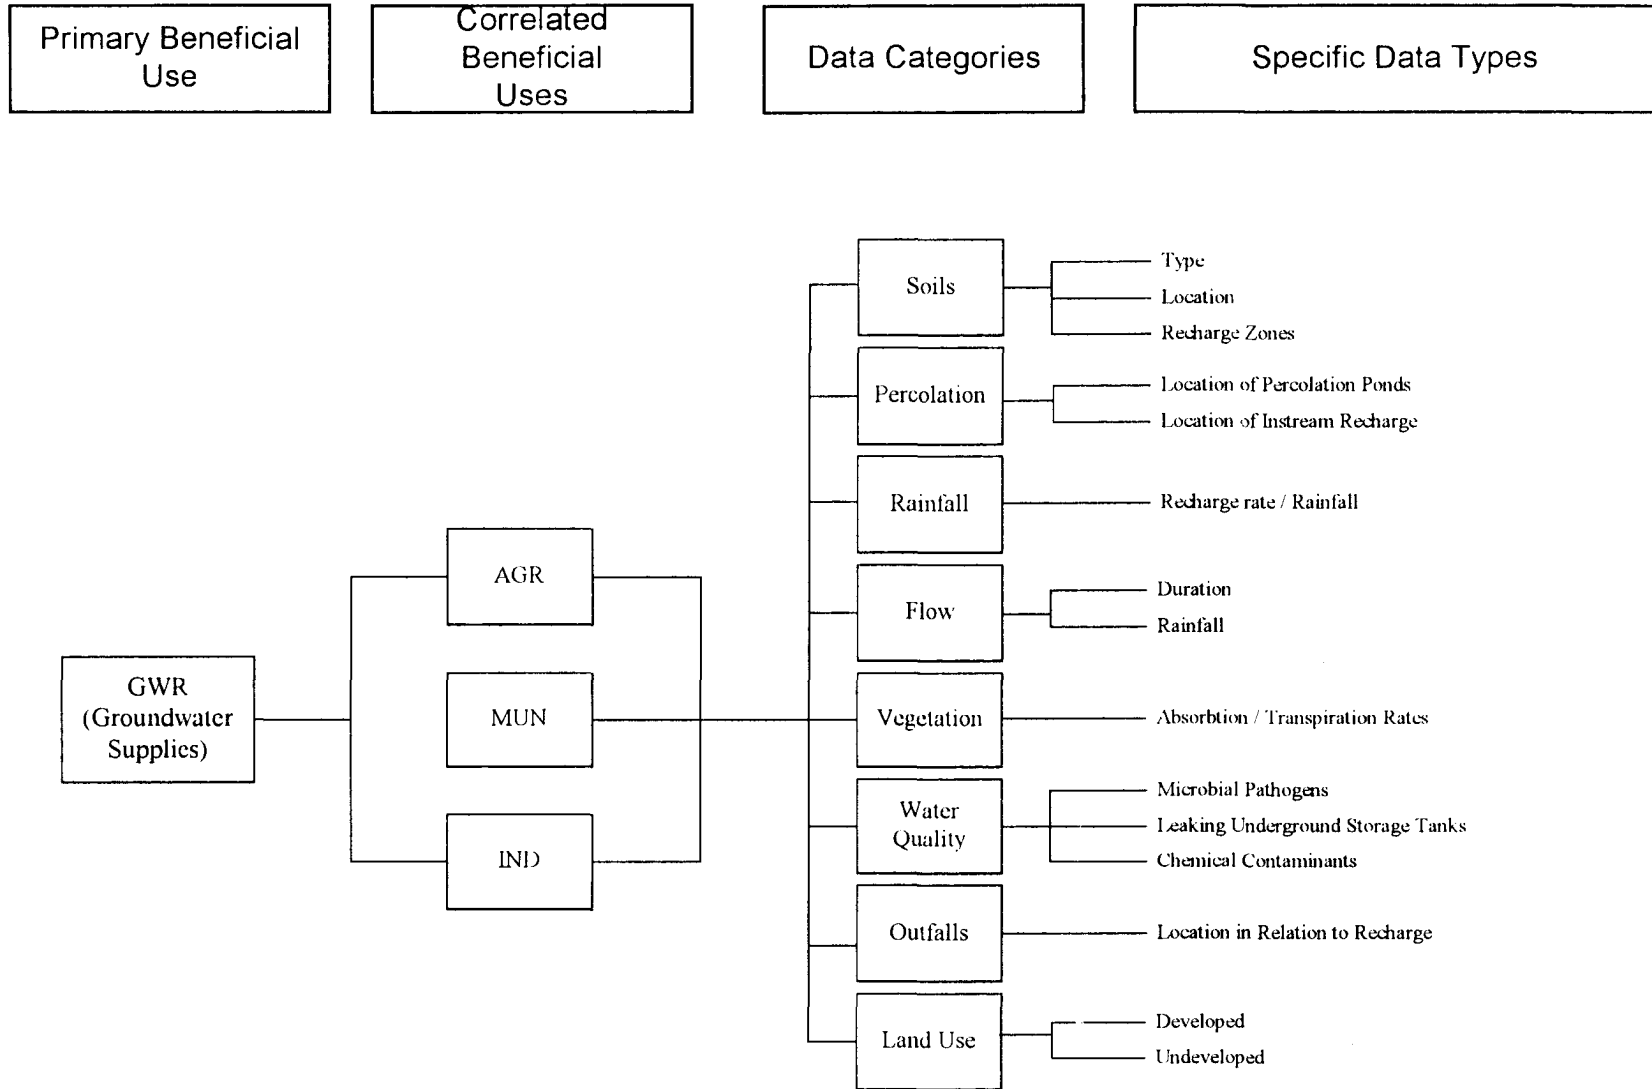 Primary Beneficial
Use
Correlated
Beneficial
Uses
Data Categories
Specific Data Types
GWR
(Groundwater
Supplies)
AGR
MUN
IND
Soils
Type
Location
Recharge Zones
Percolation
Location of Percolation Ponds
Location of Instream Recharge
Rainfall
Recharge rate / Rainfall
Flow
Duration
Rainfall
Vegetation
Absorbtion / Transpiration Rates
Water
Quality
Microbial Pathogens
Leaking Underground Storage Tanks
Chemical Contaminants
Outfalls
Location in Relation to Recharge
Land Use
Developed
Undeveloped